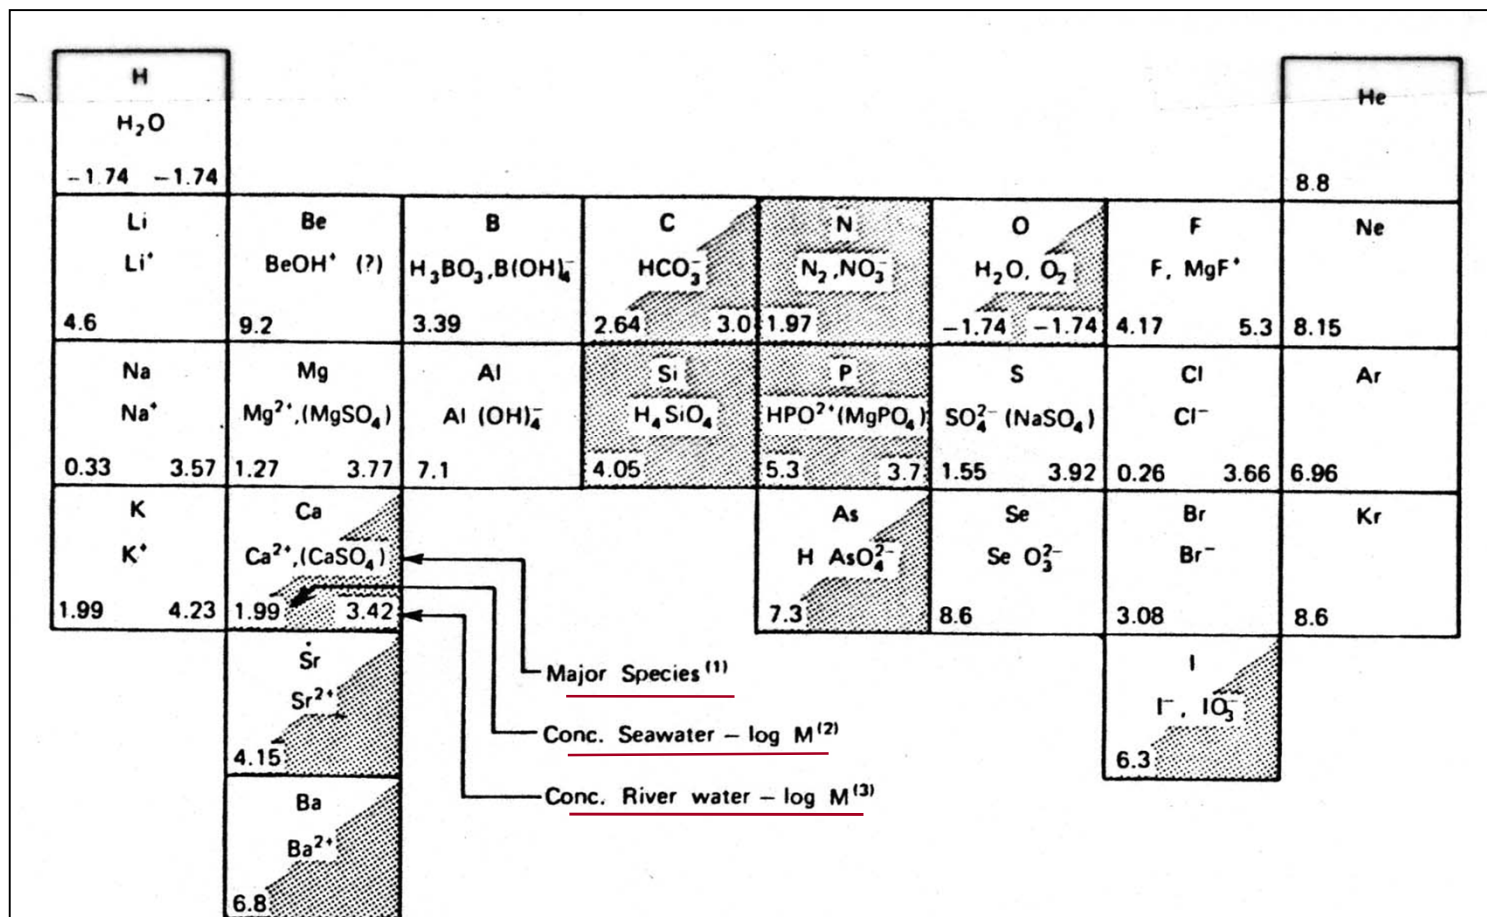 H
H₂O
−1.74 −1.74
He
8.8
Li
Li⁺
4.6
Be
BeOH⁺ (?)
9.2
B
H₃BO₃,B(OH)₄⁻
3.39
C
HCO₃⁻
2.64 3.0
N
N₂,NO₃⁻
1.97
O
H₂O, O₂
−1.74 −1.74
F
F, MgF⁺
4.17 5.3
Ne
8.15
Na
Na⁺
0.33 3.57
Mg
Mg²⁺,(MgSO₄)
1.27 3.77
Al
Al (OH)₄⁻
7.1
Si
H₄SiO₄
4.05
P
HPO²⁺(MgPO₄)
5.3 3.7
S
SO₄²⁻ (NaSO₄)
1.55 3.92
Cl
Cl⁻
0.26 3.66
Ar
6.96
K
K⁺
1.99 4.23
Ca
Ca²⁺,(CaSO₄)
1.99 3.42
As
H AsO₄²⁻
7.3
Se
Se O₃²⁻
8.6
Br
Br⁻
3.08
Kr
8.6
Sr
Sr²⁺
4.15
Major Species⁽¹⁾
Conc. Seawater – log M⁽²⁾
Conc. River water – log M⁽³⁾
I
I⁻, IO₃⁻
6.3
Ba
Ba²⁺
6.8